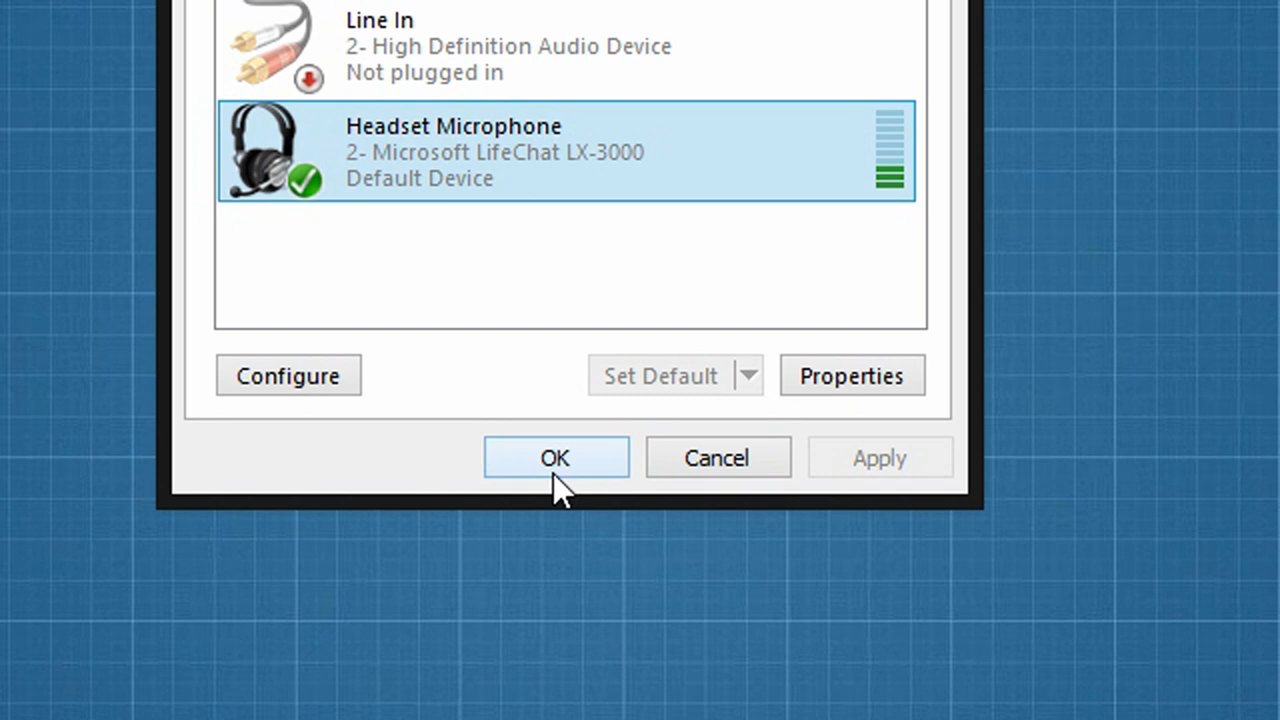 Line In
2- High Definition Audio Device
Not plugged in
Headset Microphone
2- Microsoft LifeChat LX-3000
Default Device
Configure
Set Default
Properties
OK
Cancel
Apply